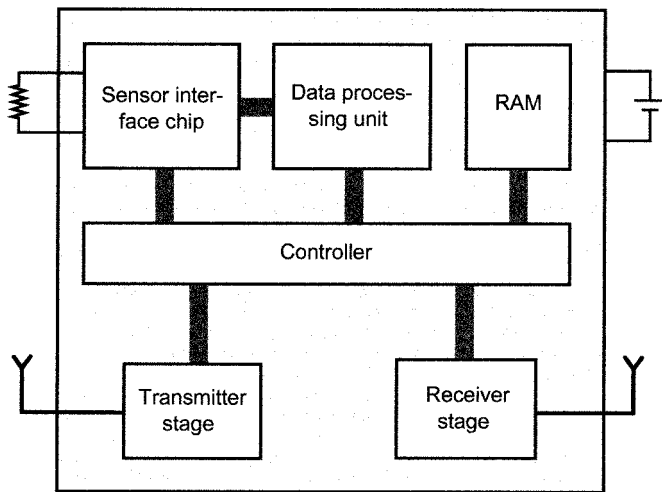 Sensor inter-
face chip
Data proces-
sing unit
RAM
Controller
Transmitter
stage
Receiver
stage